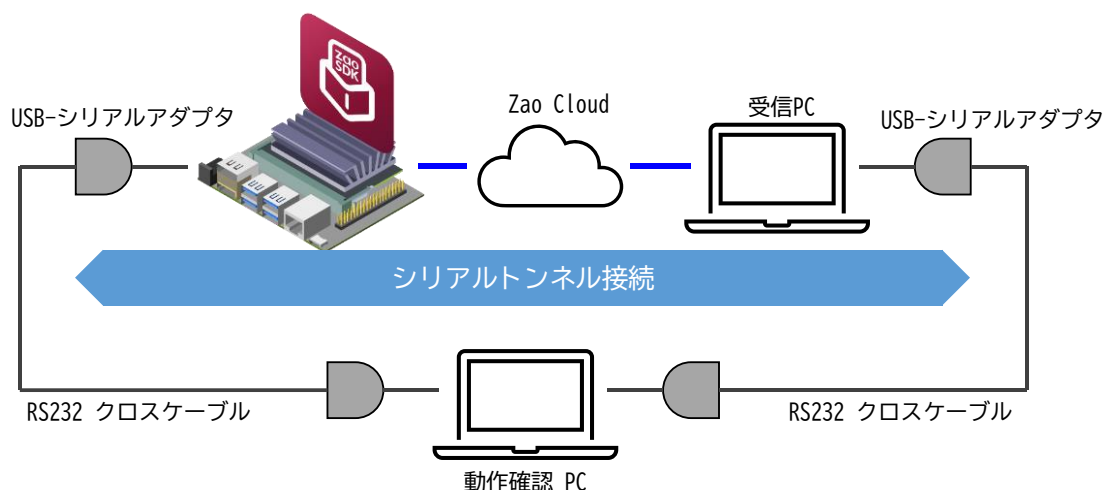 Zao
SDK
USB-シリアルアダプタ
Zao Cloud
受信PC
USB-シリアルアダプタ
シリアルトンネル接続
RS232 クロスケーブル
RS232 クロスケーブル
動作確認 PC